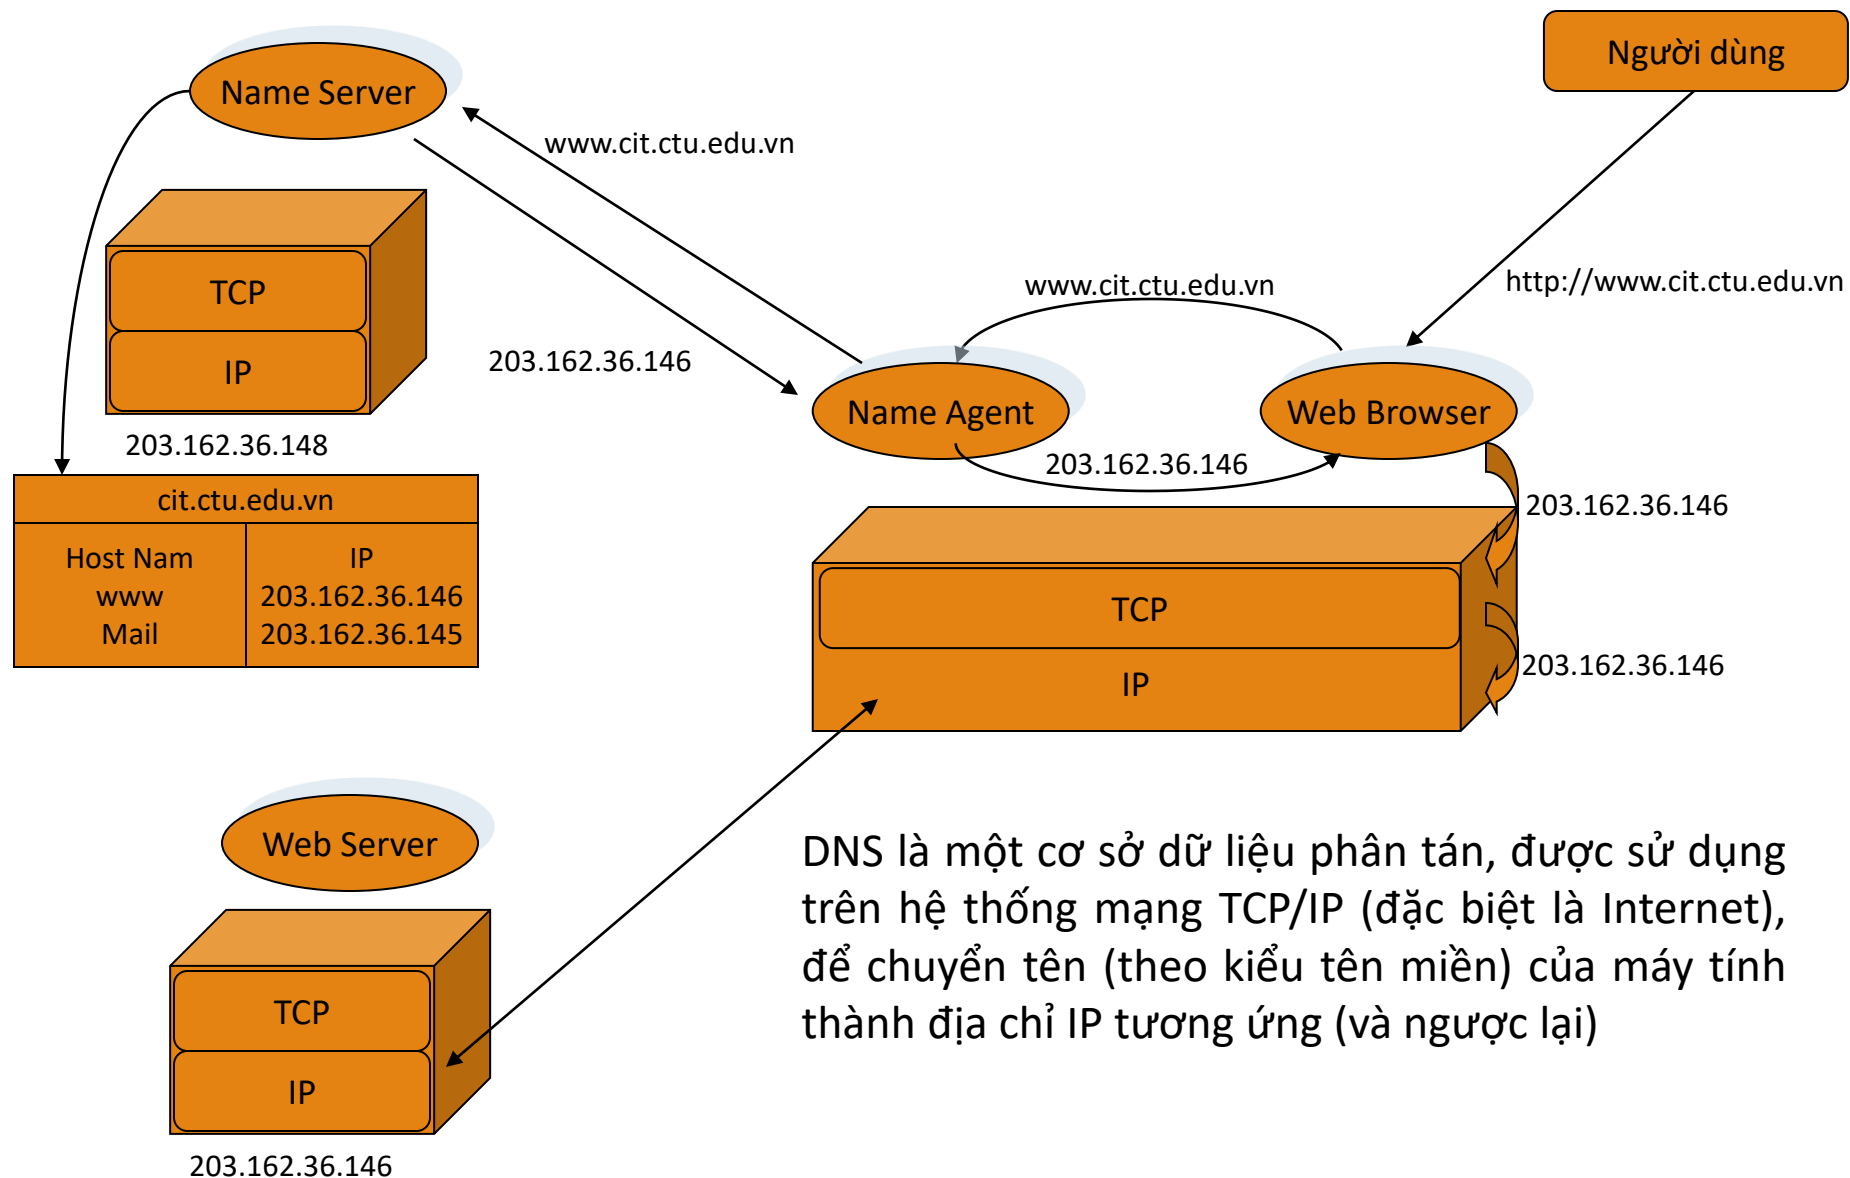 Người dùng
Name Server
www.cit.ctu.edu.vn
http://www.cit.ctu.edu.vn
www.cit.ctu.edu.vn
TCP
IP
203.162.36.148
203.162.36.146
Name Agent
Web Browser
203.162.36.146
203.162.36.146
cit.ctu.edu.vn
Host Nam IP
www 203.162.36.146
Mail 203.162.36.145
TCP
IP
203.162.36.146
Web Server
TCP
IP
203.162.36.146
DNS là một cơ sở dữ liệu phân tán, được sử dụng
trên hệ thống mạng TCP/IP (đặc biệt là Internet),
để chuyển tên (theo kiểu tên miền) của máy tính
thành địa chỉ IP tương ứng (và ngược lại)